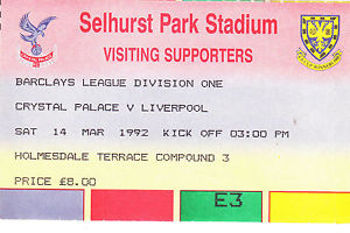 Selhurst Park Stadium
VISITING SUPPORTERS
BARCLAYS LEAGUE DIVISION ONE
CRYSTAL PALACE V LIVERPOOL
SAT 14 MAR 1992 KICK OFF 03:00 PM
HOLMESDALE TERRACE COMPOUND 3
PRICE £8.00
E3